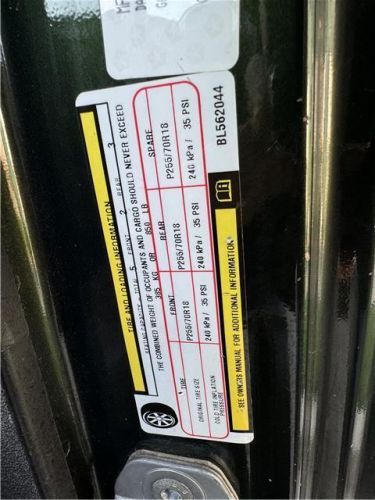 MF
DA
G
TIRE AND LOADING INFORMATION
SEATING CAPACITY - TOTAL 5 FRONT 2 REAR 3
THE COMBINED WEIGHT OF OCCUPANTS AND CARGO SHOULD NEVER EXCEED
385 KG OR 850 LB
TIRE FRONT REAR SPARE
ORIGINAL TIRE SIZE P255/70R18 P255/70R18 P255/70R18
COLD TIRE INFLATION PRESSURE 240 kPa / 35 PSI 240 kPa / 35 PSI 240 kPa / 35 PSI
SEE OWNERS MANUAL FOR ADDITIONAL INFORMATION
BL562044